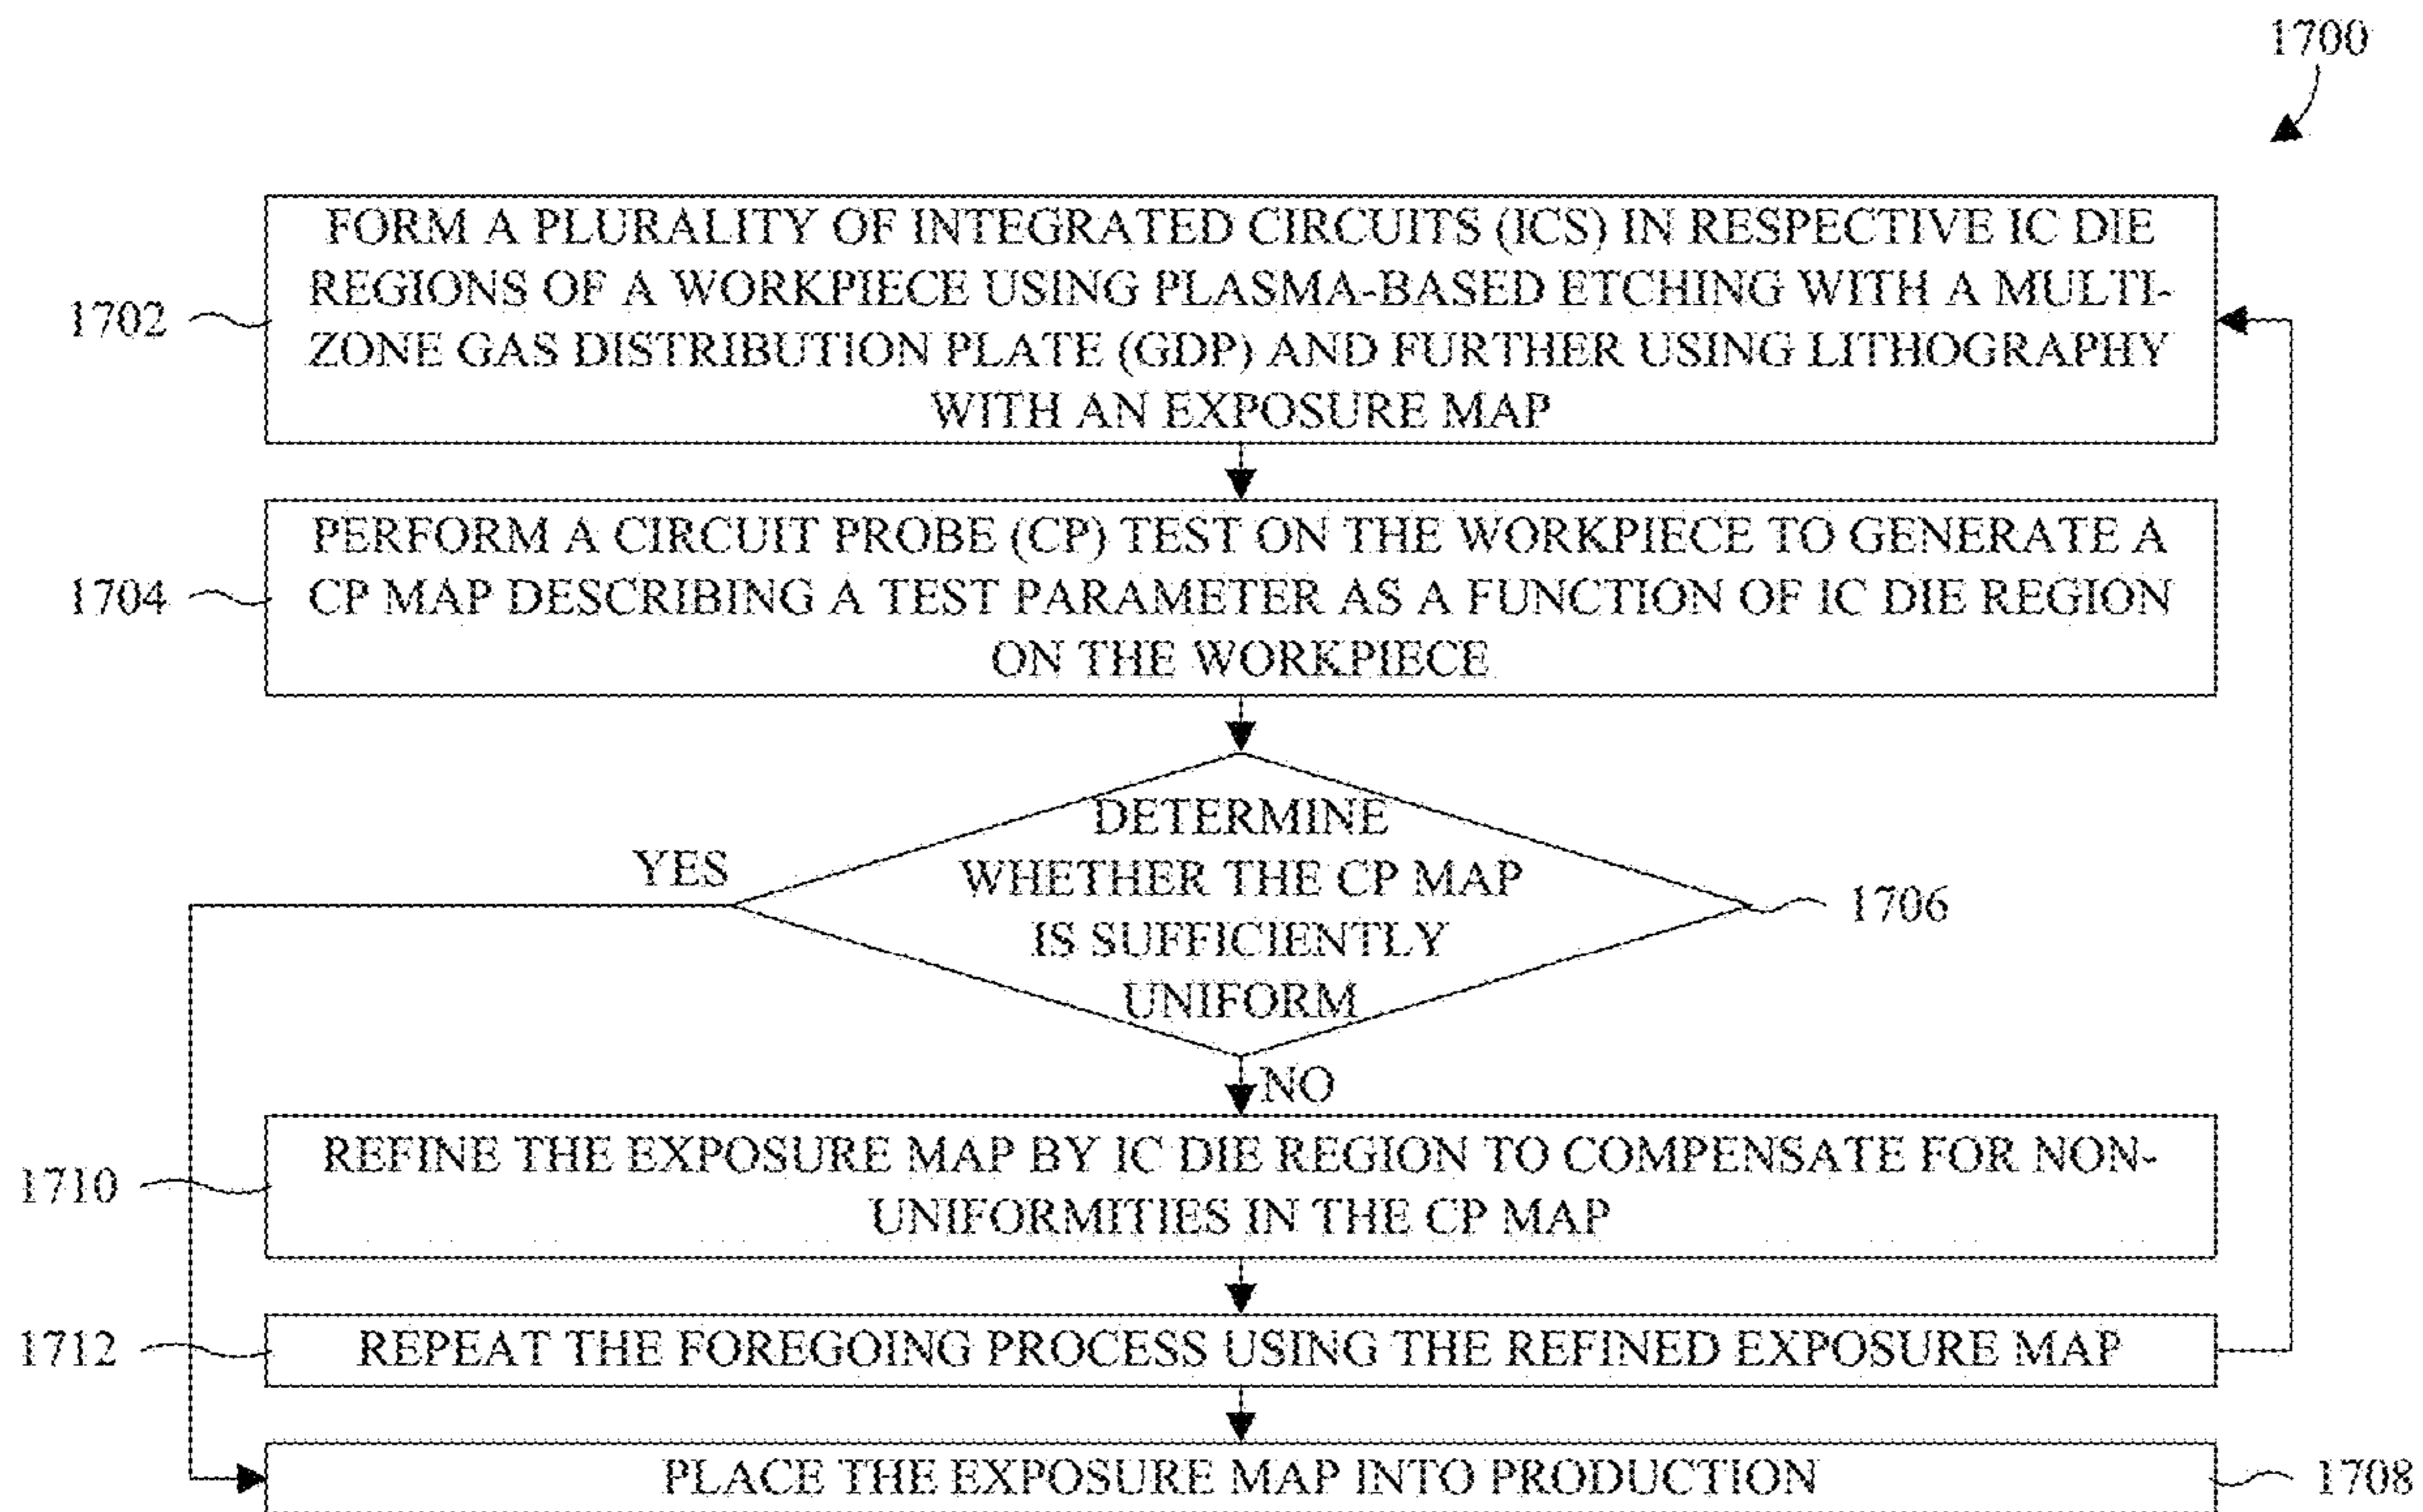 1700
FORM A PLURALITY OF INTEGRATED CIRCUITS (ICS) IN RESPECTIVE IC DIE
REGIONS OF A WORKPIECE USING PLASMA-BASED ETCHING WITH A MULTI-
1702
ZONE GAS DISTRIBUTION PLATE (GDP) AND FURTHER USING LITHOGRAPHY
WITH AN EXPOSURE MAP
PERFORM A CIRCUIT PROBE (CP) TEST ON THE WORKPIECE TO GENERATE A
1704
CP MAP DESCRIBING A TEST PARAMETER AS A FUNCTION OF IC DIE REGION
ON THE WORKPIECE
DETERMINE
WHETHER THE CP MAP
IS SUFFICIENTLY
UNIFORM
YES
1706
NO
1710
REFINE THE EXPOSURE MAP BY IC DIE REGION TO COMPENSATE FOR NON-
UNIFORMITIES IN THE CP MAP
1712
REPEAT THE FOREGOING PROCESS USING THE REFINED EXPOSURE MAP
PLACE THE EXPOSURE MAP INTO PRODUCTION
1708